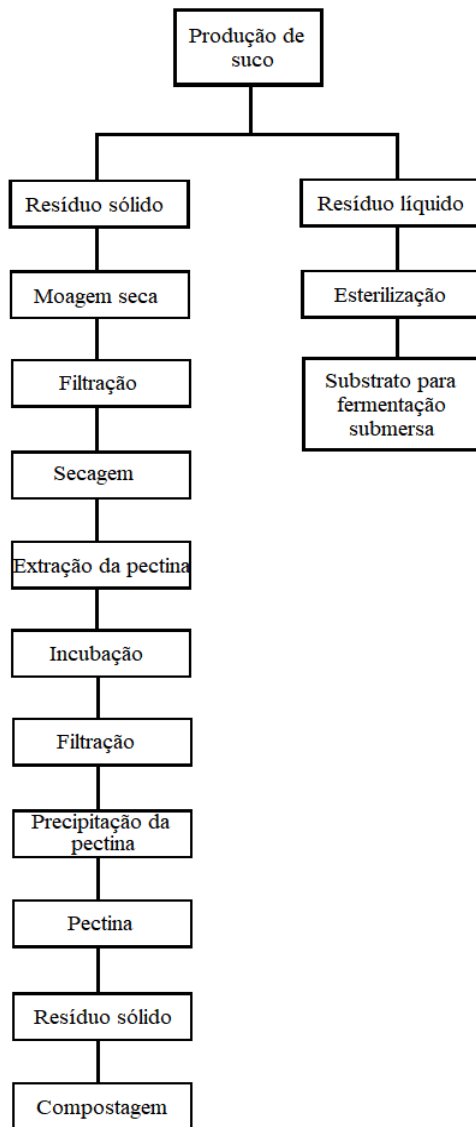 Produção de
suco
Resíduo sólido
Resíduo líquido
Moagem seca
Esterilização
Filtração
Substrato para
fermentação
submersa
Secagem
Extração da pectina
Incubação
Filtração
Precipitação da
pectina
Pectina
Resíduo sólido
Compostagem